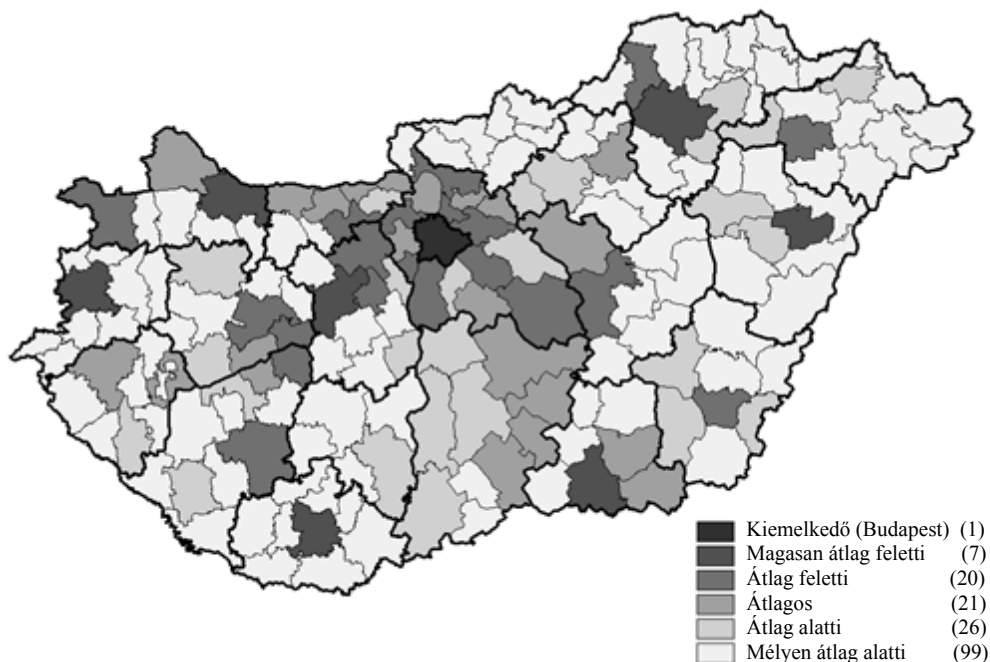 Kiemelkedő (Budapest) (1)
Magasan átlag feletti (7)
Átlag feletti (20)
Átlagos (21)
Átlag alatti (26)
Mélyen átlag alatti (99)